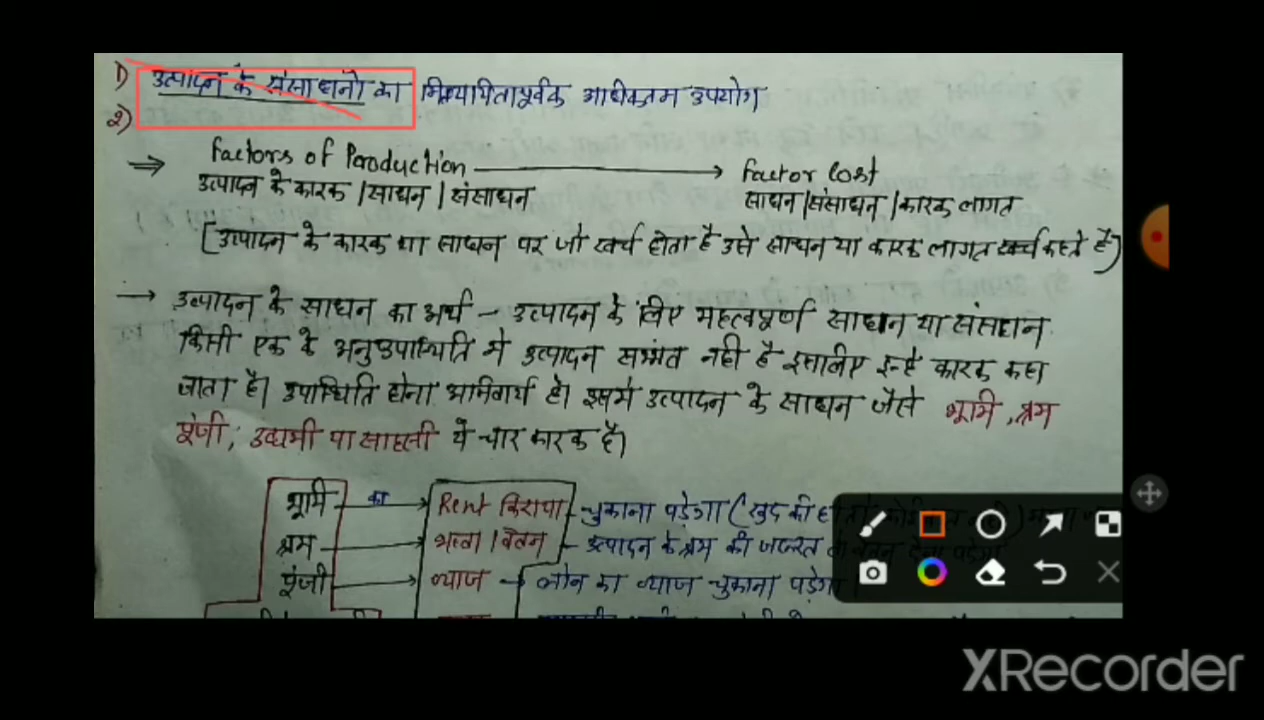 1) उत्पादन के संसाधनों का मितव्ययितापूर्वक अधिकतम उपयोग
2)
⇒ Factors of Production ⟶ Factor Cost
उत्पादन के कारक / साधन / संसाधन साधन / संसाधन / कारक लागत
[उत्पादन के कारक या साधन पर जो खर्च होता है उसे साधन या कारक लागत खर्च कहते है)
→ उत्पादन के साधन का अर्थ – उत्पादन के लिए महत्वपूर्ण साधन या संसाधन
किसी एक के अनुउपस्थिति मे उत्पादन सम्भंव नही है इसलिए इन्हे कारक कहा
जाता है। उपस्थिति होना अनिवार्य है। इसमे उत्पादन के साधन जैसे भूमि, श्रम
पूंजी, उद्यमी या साहसी ये चार कारक है।
भूमि का → Rent किराया - चुकाना पड़ेगा (खुद की
श्रम → भत्ता / वेतन - उत्पादन के श्रम की जरूरत
पूंजी → व्याज → लोन का व्याज चुकाना पड़ेगा
XRecorder